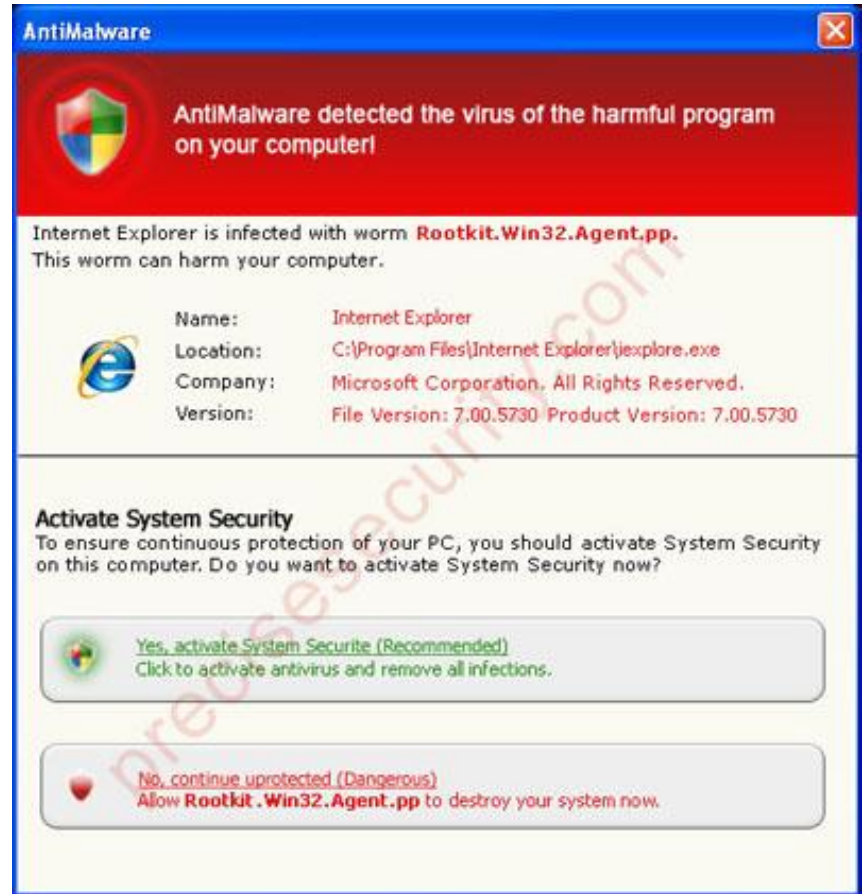 AntiMalware
AntiMalware detected the virus of the harmful program
on your computer!
Internet Explorer is infected with worm Rootkit.Win32.Agent.pp.
This worm can harm your computer.
Name: Internet Explorer
Location: C:\Program Files\Internet Explorer\iexplore.exe
Company: Microsoft Corporation. All Rights Reserved.
Version: File Version: 7.00.5730 Product Version: 7.00.5730
Activate System Security
To ensure continuous protection of your PC, you should activate System Security
on this computer. Do you want to activate System Security now?
Yes, activate System Securite (Recommended)
Click to activate antivirus and remove all infections.
No, continue uprotected (Dangerous)
Allow Rootkit.Win32.Agent.pp to destroy your system now.
precisesecurity.com